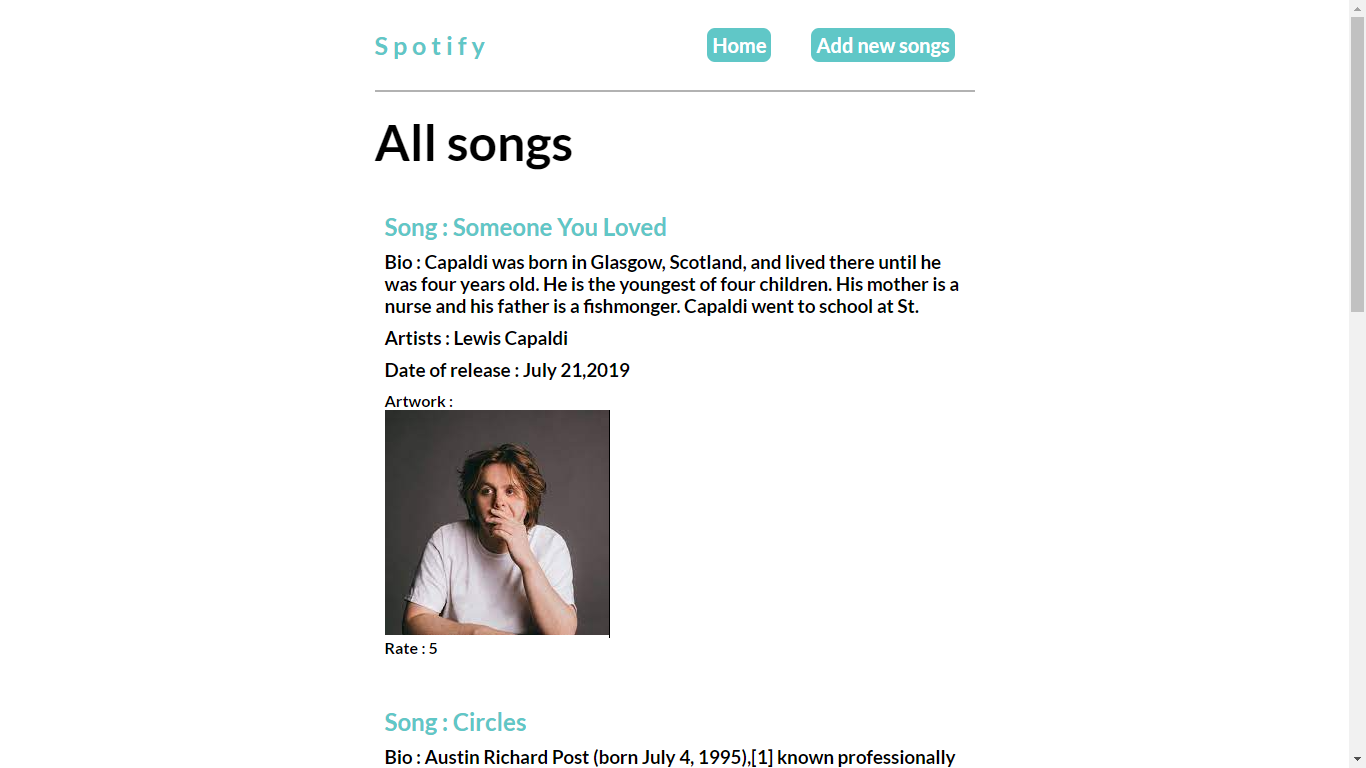 Spotify
Home
Add new songs
All songs
Song : Someone You Loved
Bio : Capaldi was born in Glasgow, Scotland, and lived there until he
was four years old. He is the youngest of four children. His mother is a
nurse and his father is a fishmonger. Capaldi went to school at St.
Artists : Lewis Capaldi
Date of release : July 21,2019
Artwork :
Rate : 5
Song : Circles
Bio : Austin Richard Post (born July 4, 1995),[1] known professionally